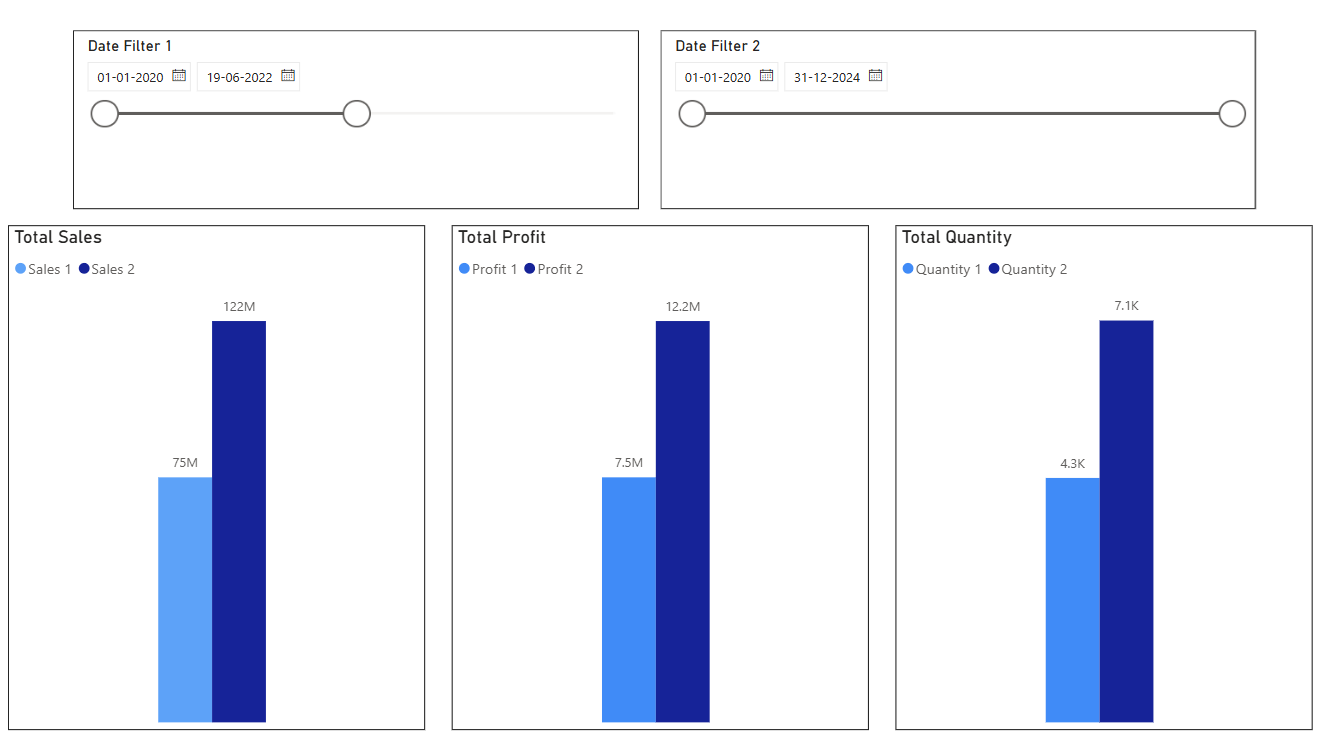 Date Filter 1
01-01-2020 19-06-2022
Date Filter 2
01-01-2020 31-12-2024
Total Sales
Sales 1 Sales 2
122M
75M
Total Profit
Profit 1 Profit 2
12.2M
7.5M
Total Quantity
Quantity 1 Quantity 2
7.1K
4.3K